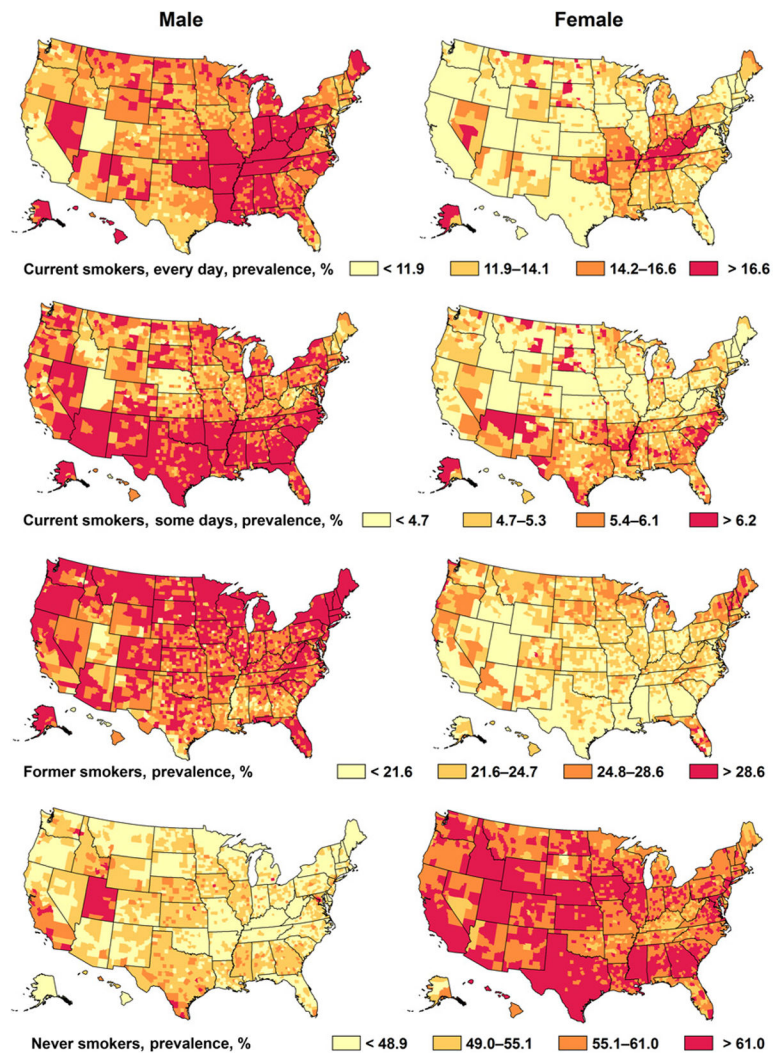 Male Female
Current smokers, every day, prevalence, % < 11.9 11.9–14.1 14.2–16.6 > 16.6
Current smokers, some days, prevalence, % < 4.7 4.7–5.3 5.4–6.1 > 6.2
Former smokers, prevalence, % < 21.6 21.6–24.7 24.8–28.6 > 28.6
Never smokers, prevalence, % < 48.9 49.0–55.1 55.1–61.0 > 61.0